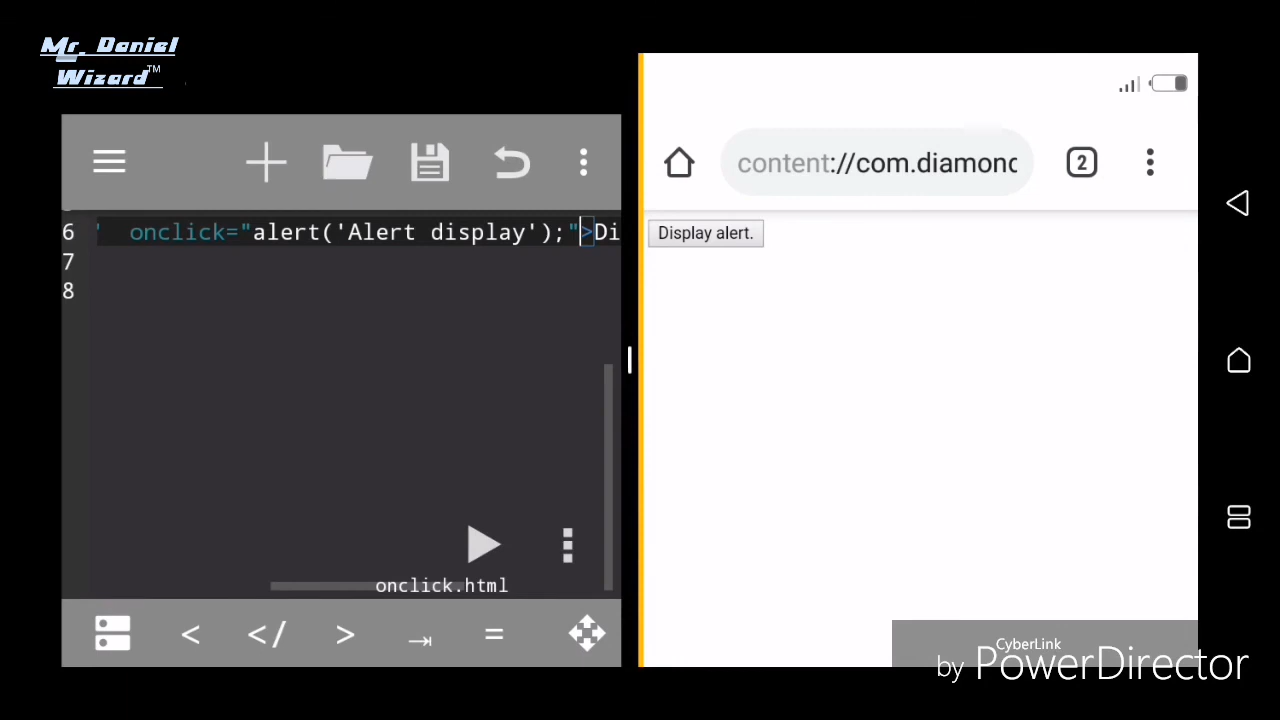 Mr. Daniel
Wizard™
6 ' onclick="alert('Alert display');">Di
7
8
onclick.html
< </ > ⇥ =
content://com.diamonc
2
Display alert.
CyberLink
by PowerDirector